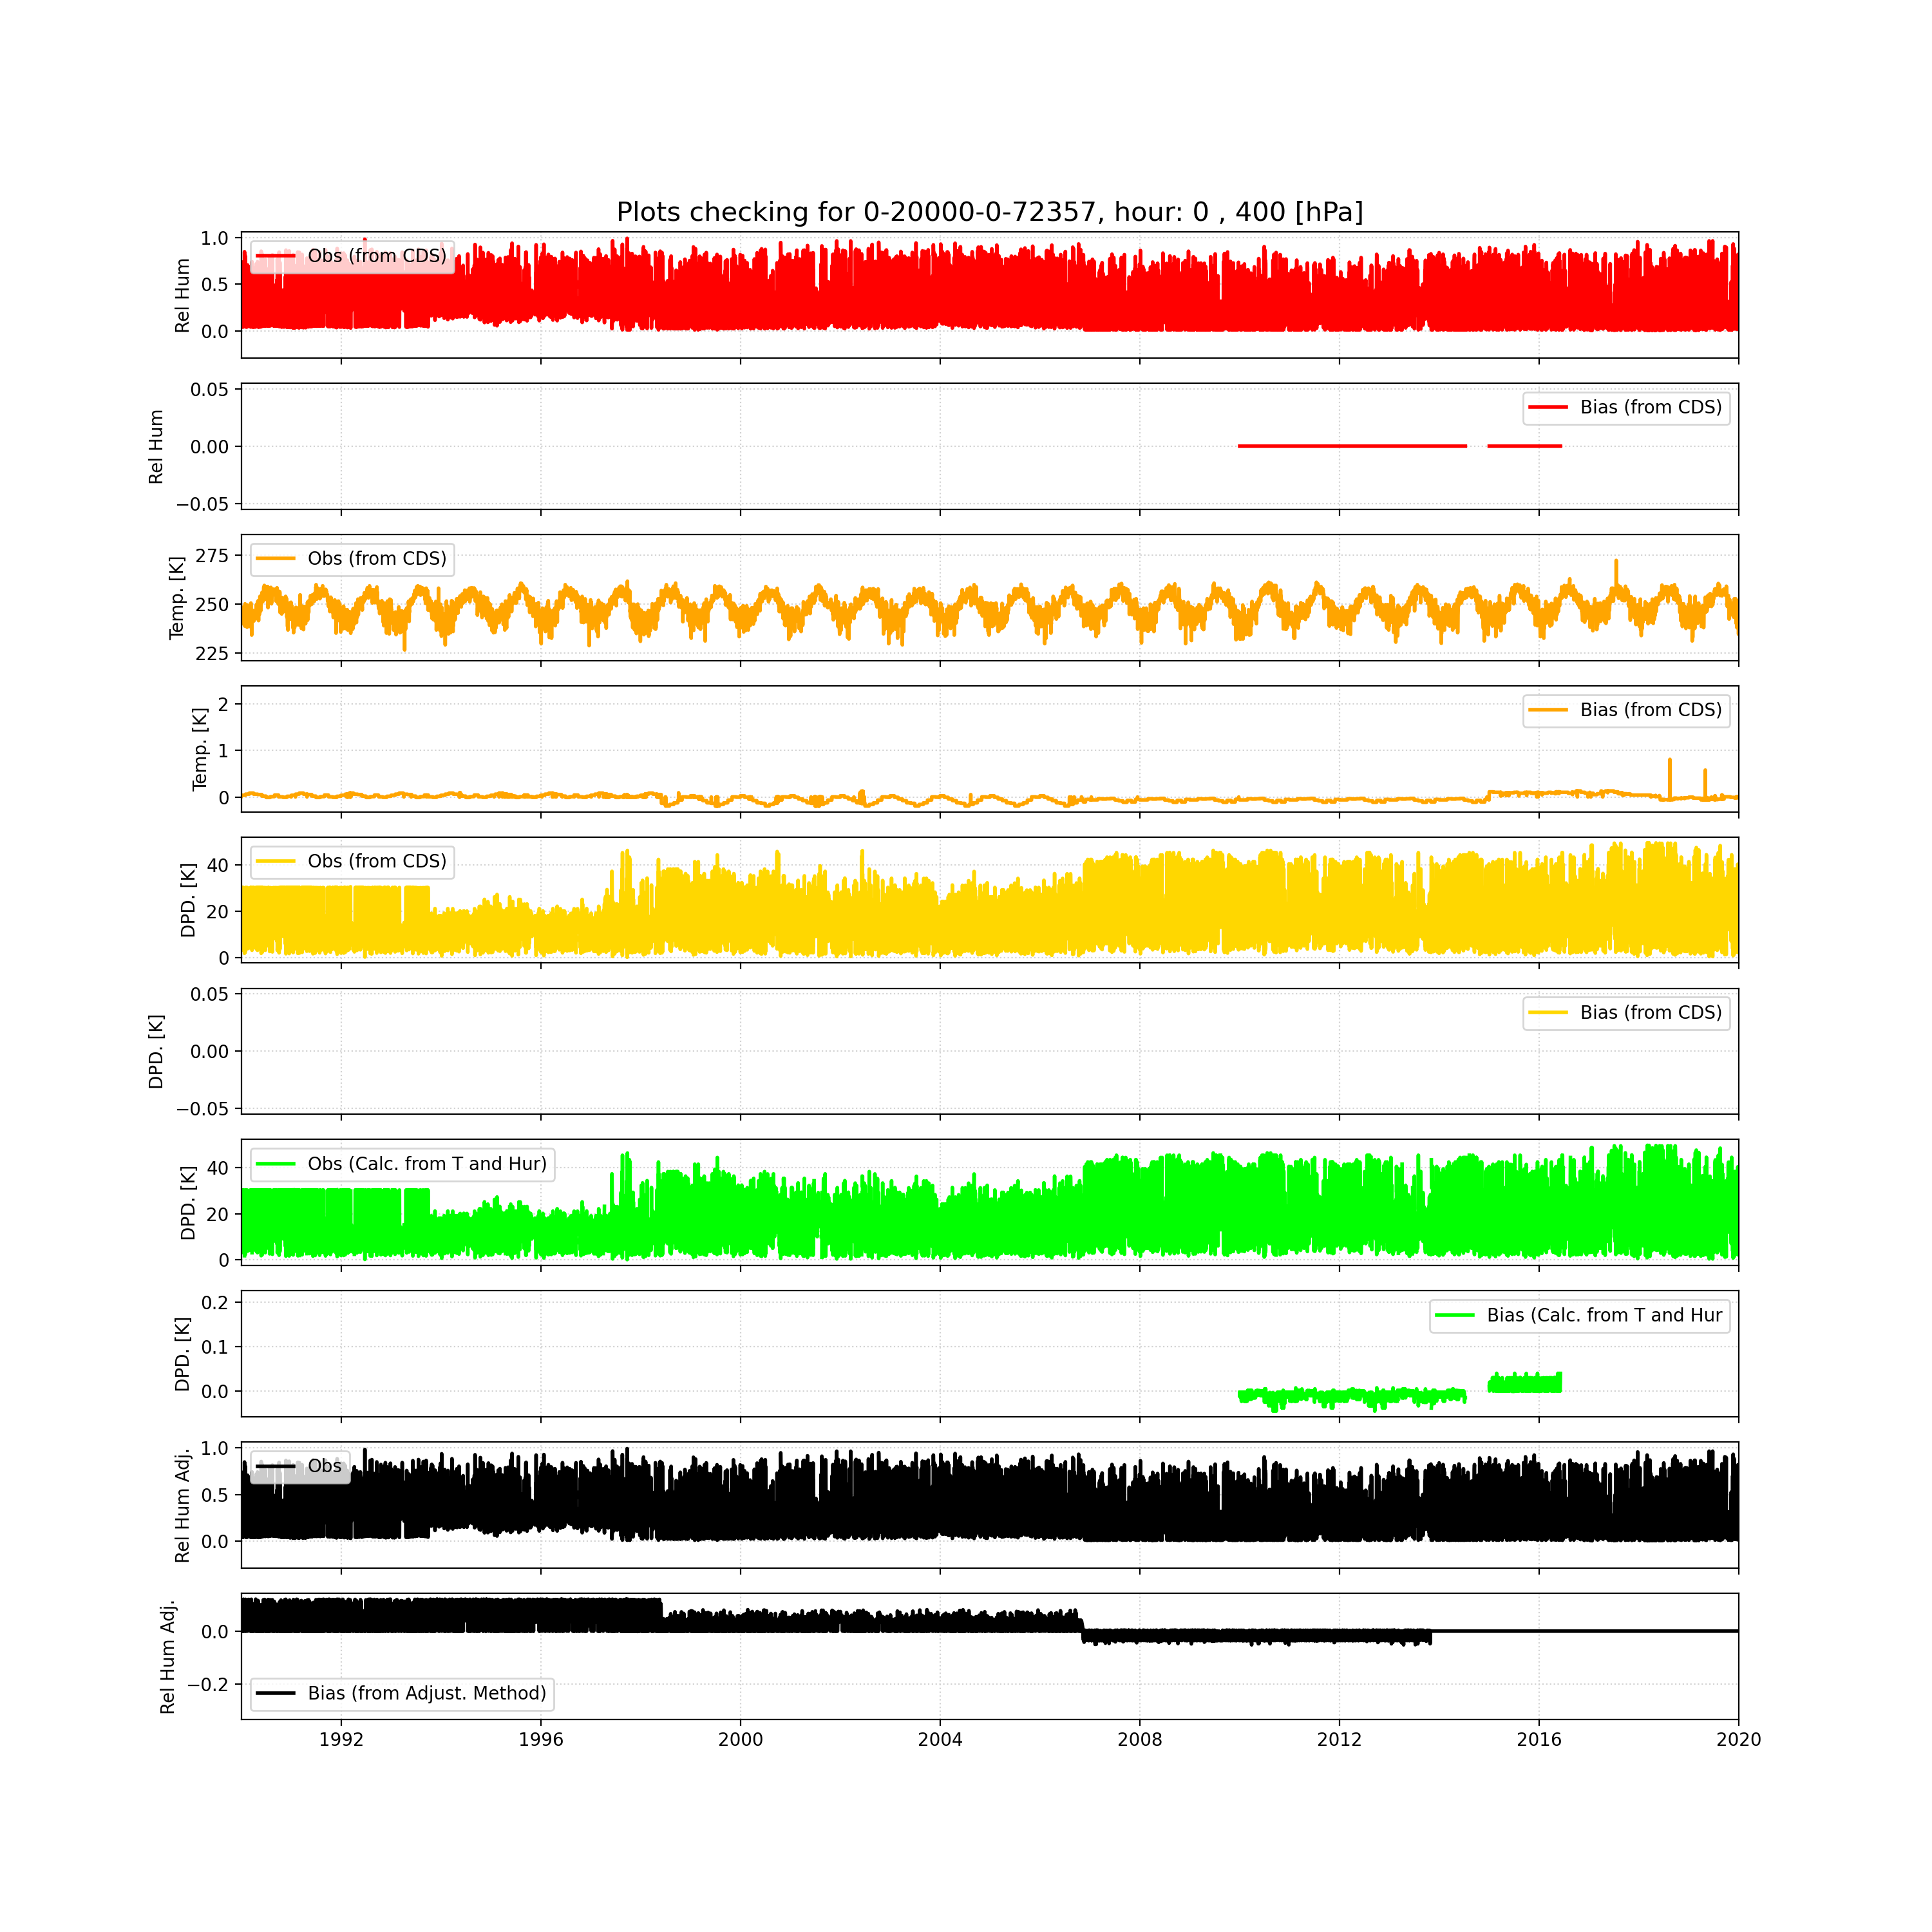 Plots checking for 0-20000-0-72357, hour: 0 , 400 [hPa]
Rel Hum
1.0
0.5
0.0
Obs (from CDS)
Rel Hum
0.05
0.00
−0.05
Bias (from CDS)
Temp. [K]
275
250
225
Obs (from CDS)
Temp. [K]
2
1
0
Bias (from CDS)
DPD. [K]
40
20
0
Obs (from CDS)
DPD. [K]
0.05
0.00
−0.05
Bias (from CDS)
DPD. [K]
40
20
0
Obs (Calc. from T and Hur)
DPD. [K]
0.2
0.1
0.0
Bias (Calc. from T and Hur
Rel Hum Adj.
1.0
0.5
0.0
Obs
Rel Hum Adj.
0.0
−0.2
Bias (from Adjust. Method)
1992 1996 2000 2004 2008 2012 2016 2020